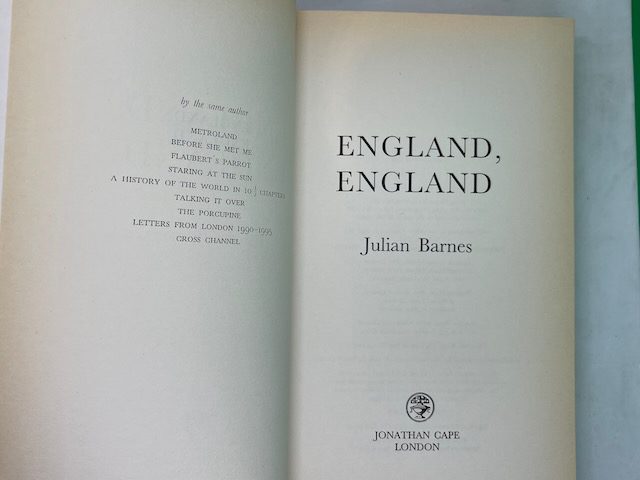 by the same author
METROLAND
BEFORE SHE MET ME
FLAUBERT'S PARROT
STARING AT THE SUN
A HISTORY OF THE WORLD IN 10½ CHAPTERS
TALKING IT OVER
THE PORCUPINE
LETTERS FROM LONDON 1990–1995
CROSS CHANNEL
ENGLAND,
ENGLAND
Julian Barnes
JONATHAN CAPE
LONDON